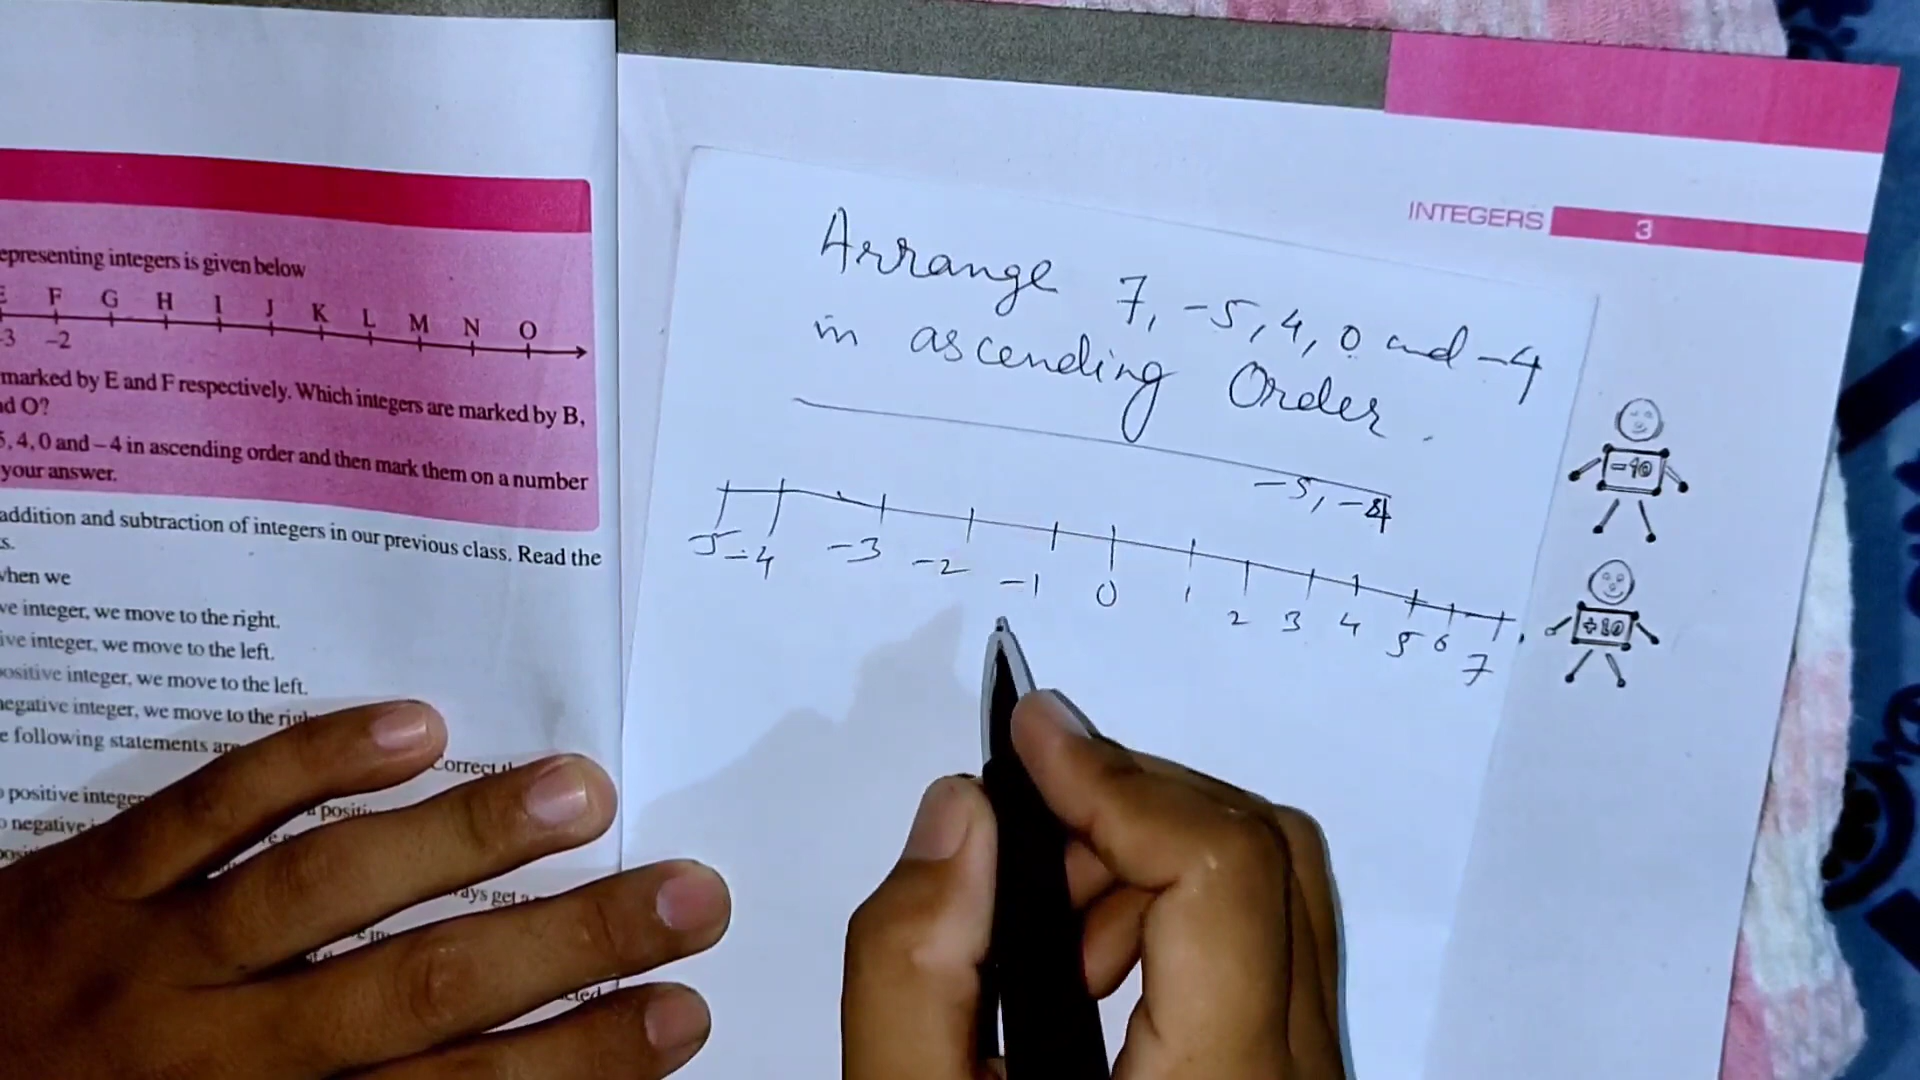 epresenting integers is given below
E F G H I J K L M N O
-3 -2
marked by E and F respectively. Which integers are marked by B,
nd O?
5, 4, 0 and – 4 in ascending order and then mark them on a number
your answer.
addition and subtraction of integers in our previous class. Read the
s.
when we
ve integer, we move to the right.
ive integer, we move to the left.
positive integer, we move to the left.
negative integer, we move to the
e following statements are
Correct
positive integer
negative
ways get a
INTEGERS 3
Arrange 7, -5, 4, 0 and -4
in ascending Order.
-5, -4
5 -4 -3 -2 -1 0 1 2 3 4 5 6 7
-10
+10